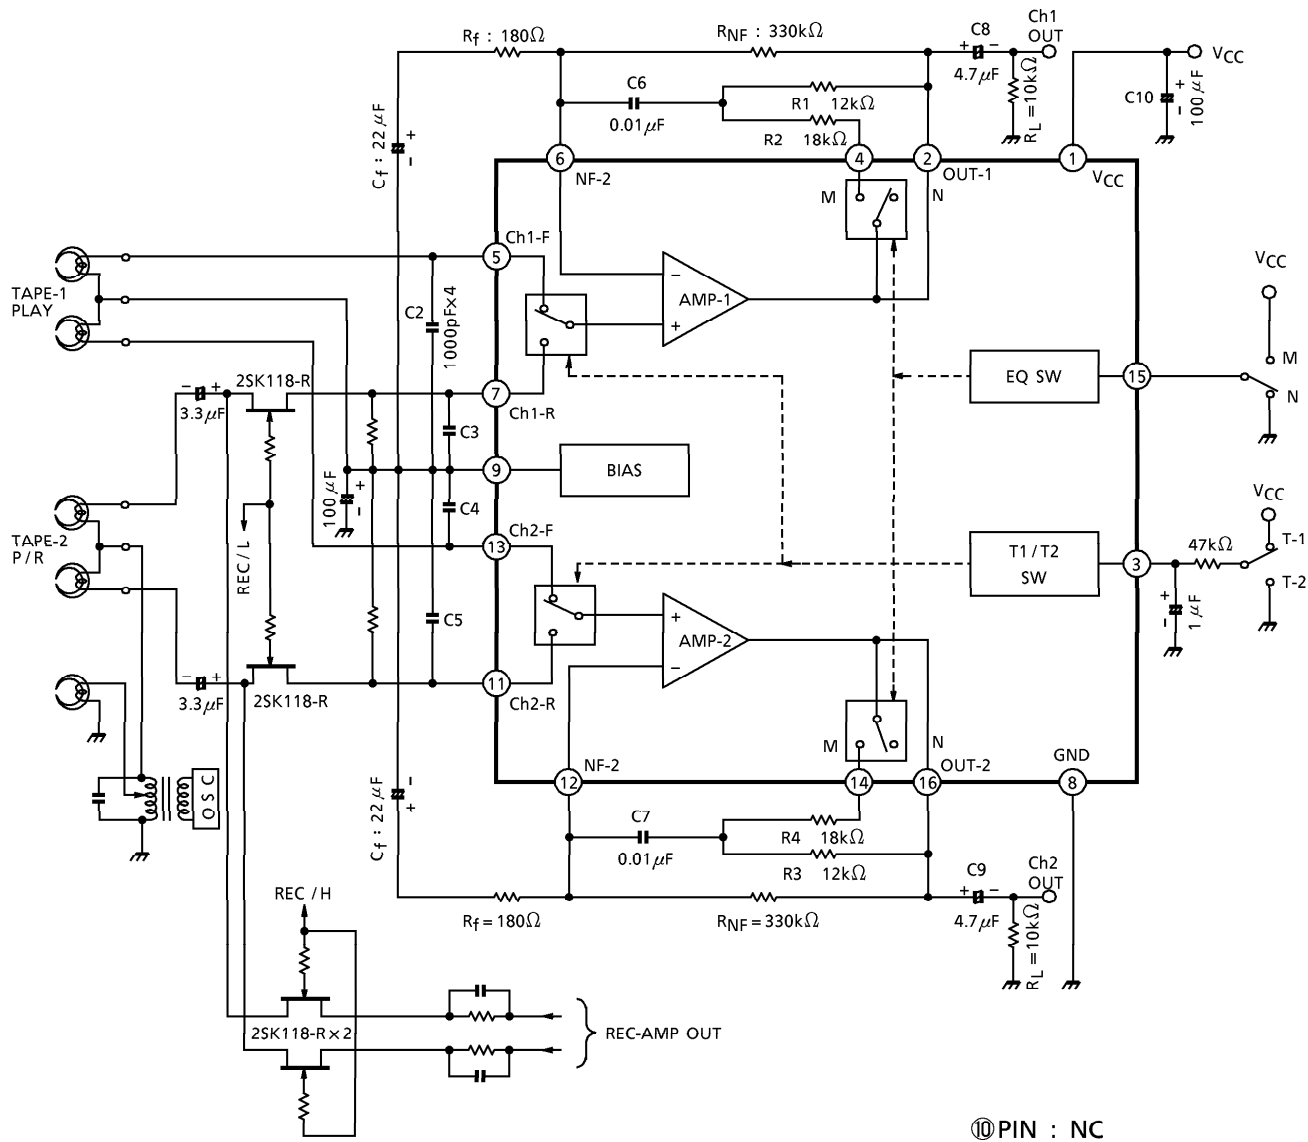 Rf : 180Ω
RNF : 330kΩ
C8
4.7μF
Ch1
OUT
RL=10kΩ
VCC
C10
100μF
C6
0.01μF
R1 12kΩ
R2 18kΩ
Cf : 22μF
6
4
2
1
NF-2
OUT-1
VCC
M
N
Ch1-F
5
AMP-1
TAPE-1
PLAY
C2
1000pF×4
VCC
M
N
EQ SW
15
2SK118-R
3.3μF
7
Ch1-R
C3
9
BIAS
100μF
C4
REC/L
TAPE-2
P/R
Ch2-F
13
VCC
T-1
T-2
T1/T2
SW
3
47kΩ
1μF
C5
AMP-2
3.3μF
2SK118-R
11
Ch2-R
M
N
NF-2
OUT-2
GND
12
14
16
8
OSC
Cf : 22μF
C7
0.01μF
R4 18kΩ
R3 12kΩ
C9
4.7μF
Ch2
OUT
RL=10kΩ
Rf=180Ω
RNF=330kΩ
REC/H
2SK118-R×2
REC-AMP OUT
⑩PIN : NC